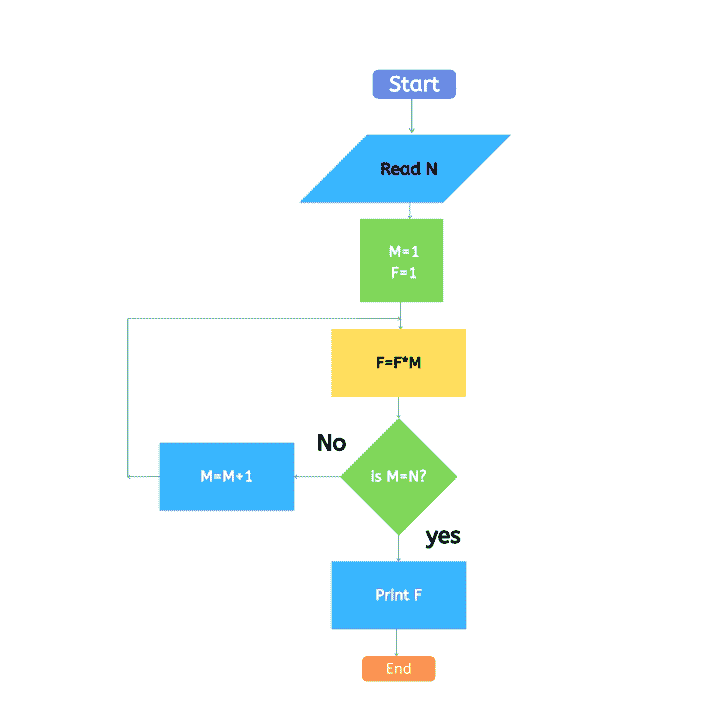 Start
Read N
M=1
F=1
F=F*M
No
M=M+1
is M=N?
yes
Print F
End